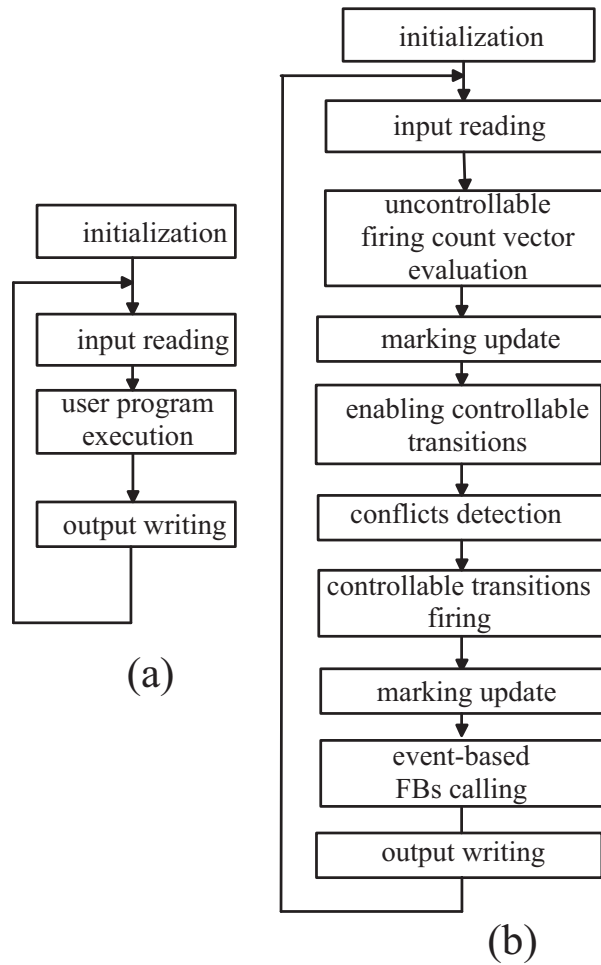 initialization
input reading
user program
execution
output writing
(a)
initialization
input reading
uncontrollable
firing count vector
evaluation
marking update
enabling controllable
transitions
conflicts detection
controllable transitions
firing
marking update
event-based
FBs calling
output writing
(b)